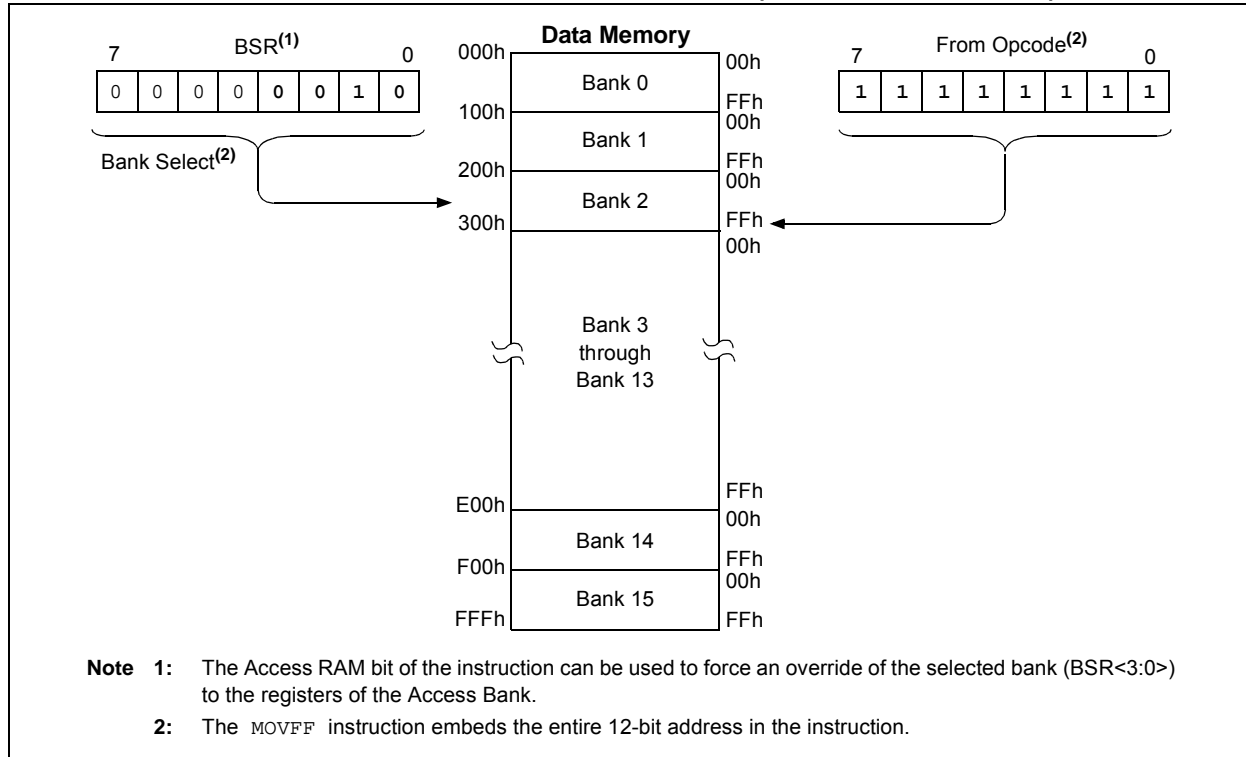 7 BSR(1) 0
0 0 0 0 0 0 1 0
Bank Select(2)
Data Memory
000h
100h
200h
300h
E00h
F00h
FFFh
Bank 0
Bank 1
Bank 2
Bank 3
through
Bank 13
Bank 14
Bank 15
00h
FFh
00h
FFh
00h
FFh
00h
FFh
00h
FFh
00h
FFh
7 From Opcode(2) 0
1 1 1 1 1 1 1 1
Note 1: The Access RAM bit of the instruction can be used to force an override of the selected bank (BSR<3:0>)
to the registers of the Access Bank.
2: The MOVFF instruction embeds the entire 12-bit address in the instruction.